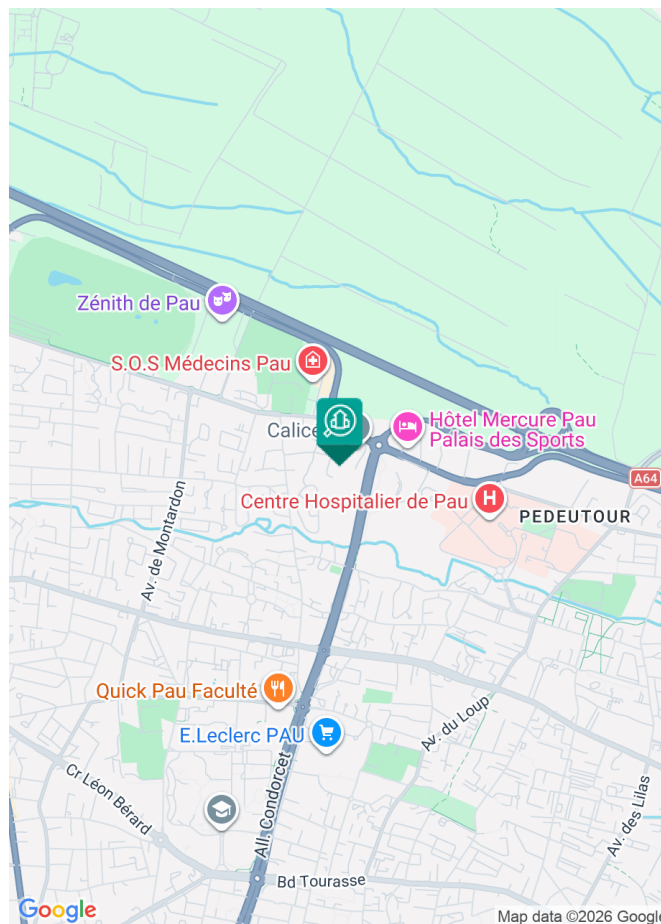 Zénith de Pau
S.O.S Médecins Pau
Calice
Hôtel Mercure Pau
Palais des Sports
A64
Centre Hospitalier de Pau
PEDEUTOUR
Av. de Montardon
Quick Pau Faculté
E.Leclerc PAU
Av. du Loup
Cr Léon Bérard
All. Condorcet
Av. des Lilas
Bd Tourasse
Google
Map data ©2026 Google